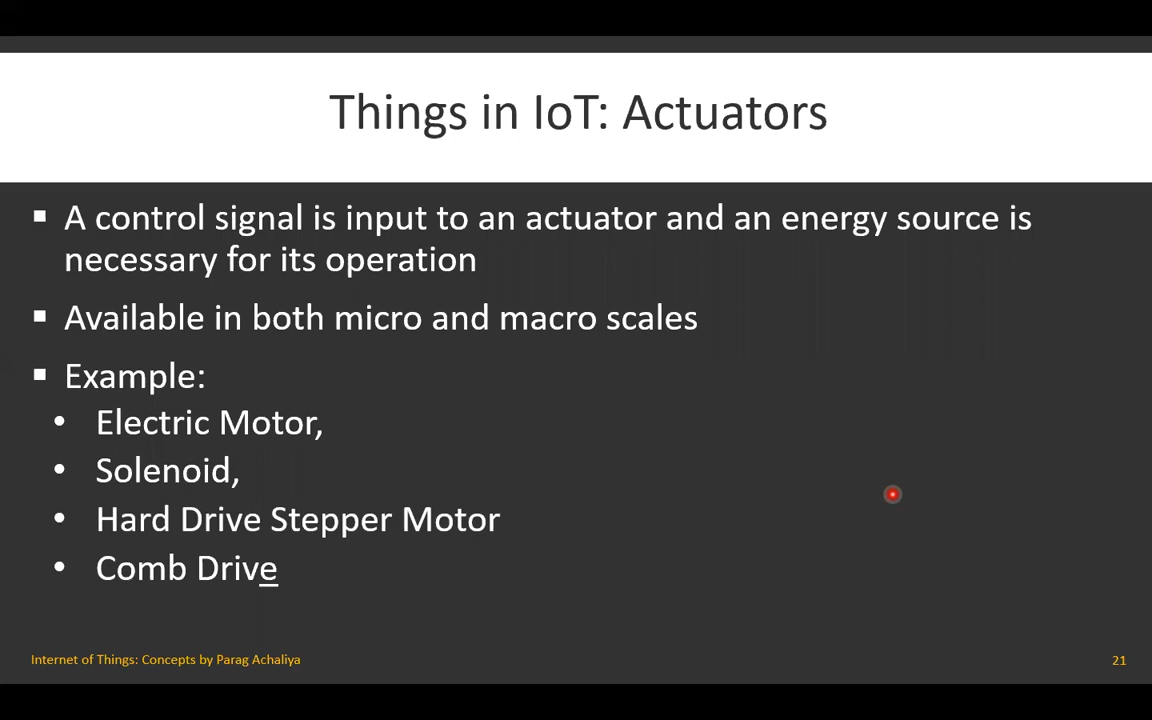 Things in IoT: Actuators
▪ A control signal is input to an actuator and an energy source is
necessary for its operation
▪ Available in both micro and macro scales
▪ Example:
• Electric Motor,
• Solenoid,
• Hard Drive Stepper Motor
• Comb Drive
Internet of Things: Concepts by Parag Achaliya
21